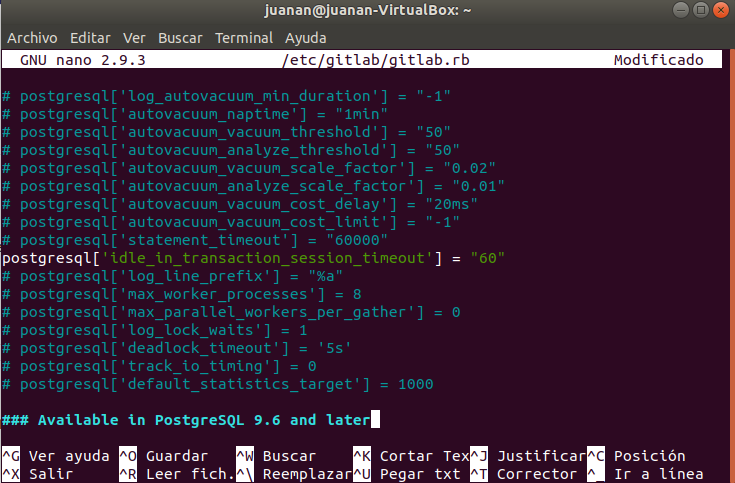 juanan@juanan-VirtualBox: ~
Archivo Editar Ver Buscar Terminal Ayuda
GNU nano 2.9.3 /etc/gitlab/gitlab.rb Modificado
# postgresql['log_autovacuum_min_duration'] = "-1"
# postgresql['autovacuum_naptime'] = "1min"
# postgresql['autovacuum_vacuum_threshold'] = "50"
# postgresql['autovacuum_analyze_threshold'] = "50"
# postgresql['autovacuum_vacuum_scale_factor'] = "0.02"
# postgresql['autovacuum_analyze_scale_factor'] = "0.01"
# postgresql['autovacuum_vacuum_cost_delay'] = "20ms"
# postgresql['autovacuum_vacuum_cost_limit'] = "-1"
# postgresql['statement_timeout'] = "60000"
postgresql['idle_in_transaction_session_timeout'] = "60"
# postgresql['log_line_prefix'] = "%a"
# postgresql['max_worker_processes'] = 8
# postgresql['max_parallel_workers_per_gather'] = 0
# postgresql['log_lock_waits'] = 1
# postgresql['deadlock_timeout'] = '5s'
# postgresql['track_io_timing'] = 0
# postgresql['default_statistics_target'] = 1000
### Available in PostgreSQL 9.6 and later
^G Ver ayuda ^O Guardar ^W Buscar ^K Cortar Tex ^J Justificar ^C Posición
^X Salir ^R Leer fich. ^\ Reemplazar ^U Pegar txt ^T Corrector ^_ Ir a línea